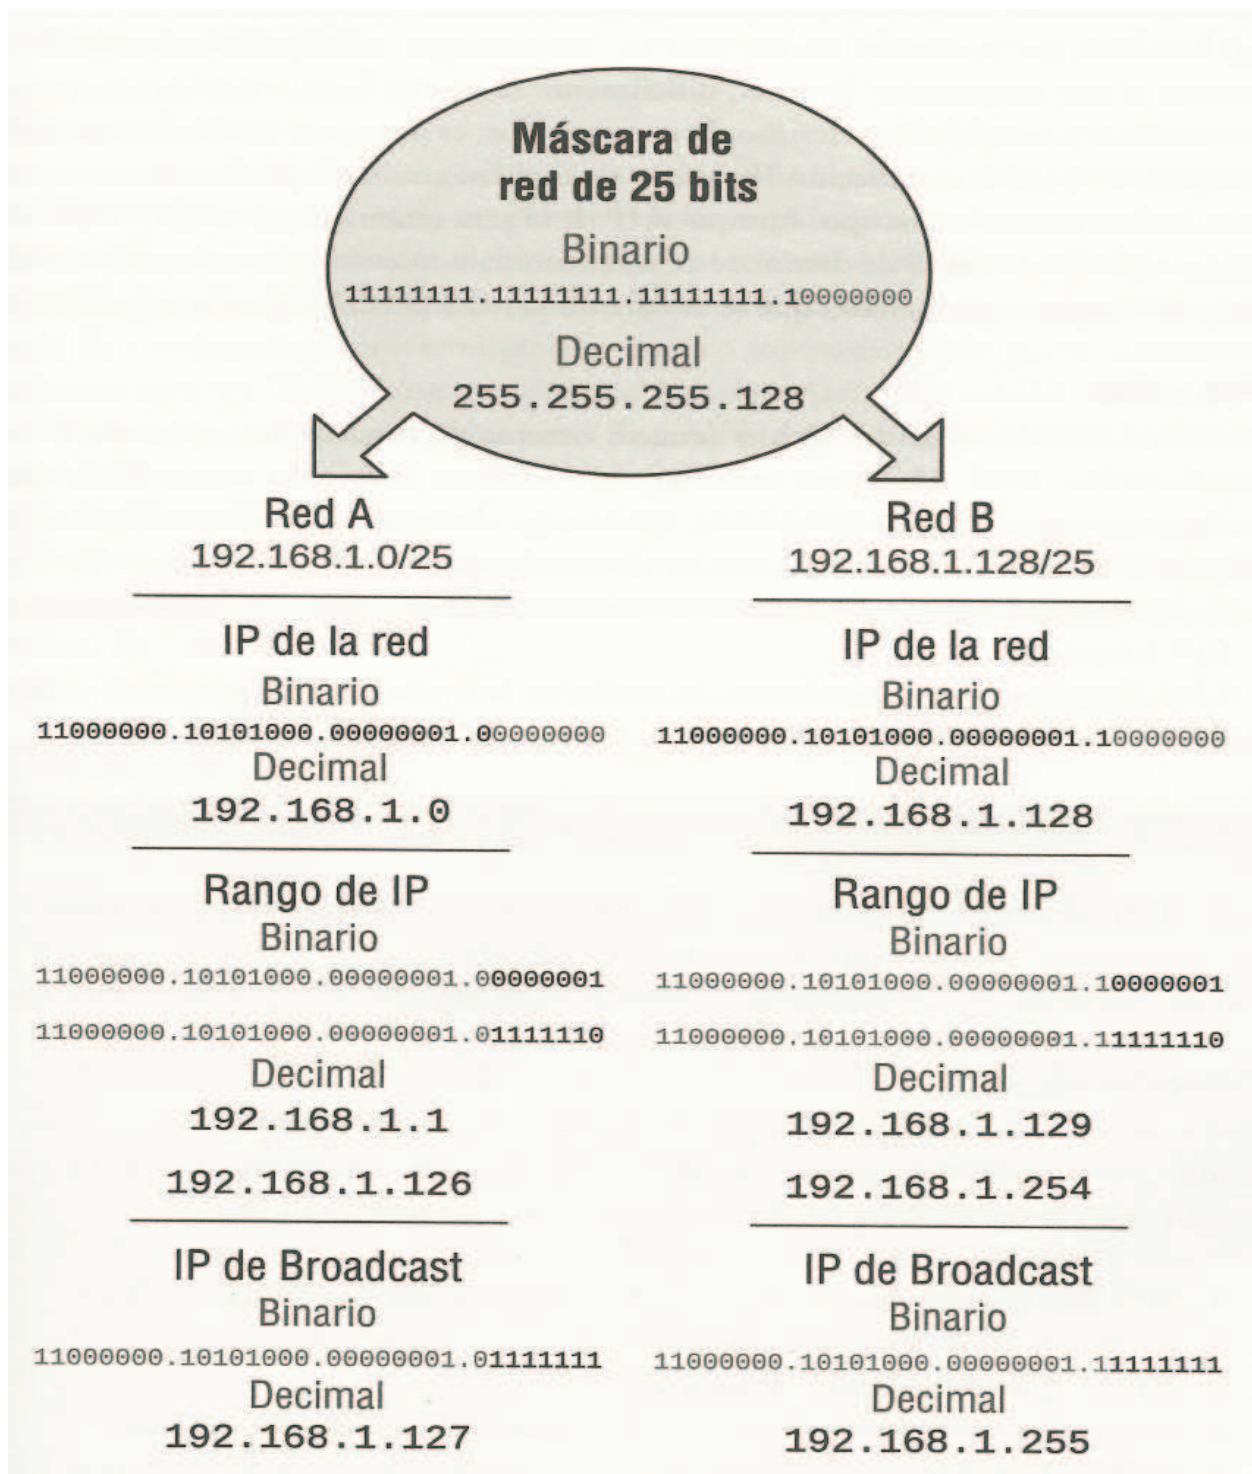 Máscara de
red de 25 bits
Binario
11111111.11111111.11111111.10000000
Decimal
255.255.255.128
Red A
192.168.1.0/25
IP de la red
Binario
11000000.10101000.00000001.00000000
Decimal
192.168.1.0
Rango de IP
Binario
11000000.10101000.00000001.00000001
11000000.10101000.00000001.01111110
Decimal
192.168.1.1
192.168.1.126
IP de Broadcast
Binario
11000000.10101000.00000001.01111111
Decimal
192.168.1.127
Red B
192.168.1.128/25
IP de la red
Binario
11000000.10101000.00000001.10000000
Decimal
192.168.1.128
Rango de IP
Binario
11000000.10101000.00000001.10000001
11000000.10101000.00000001.11111110
Decimal
192.168.1.129
192.168.1.254
IP de Broadcast
Binario
11000000.10101000.00000001.11111111
Decimal
192.168.1.255